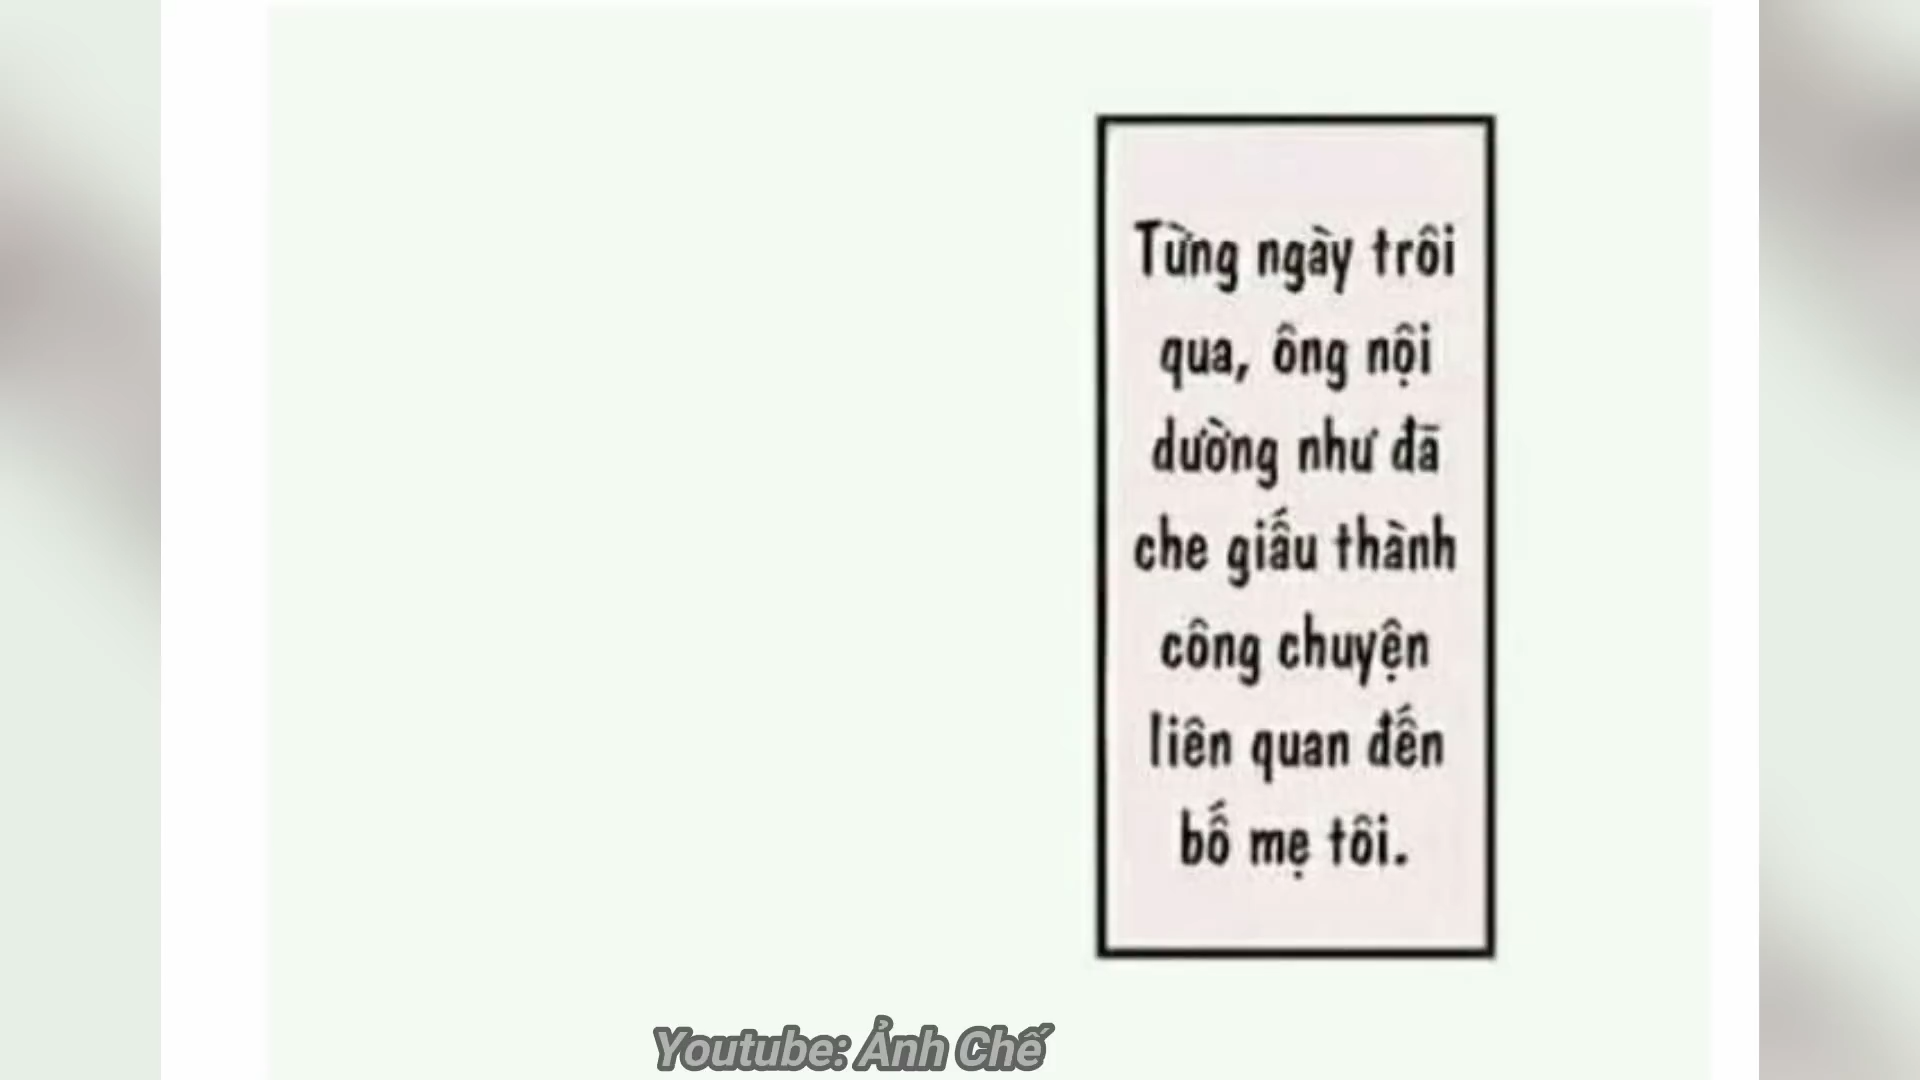 Từng ngày trôi
qua, ông nội
dường như đã
che giấu thành
công chuyện
liên quan đến
bố mẹ tôi.
Youtube: Ảnh Chế